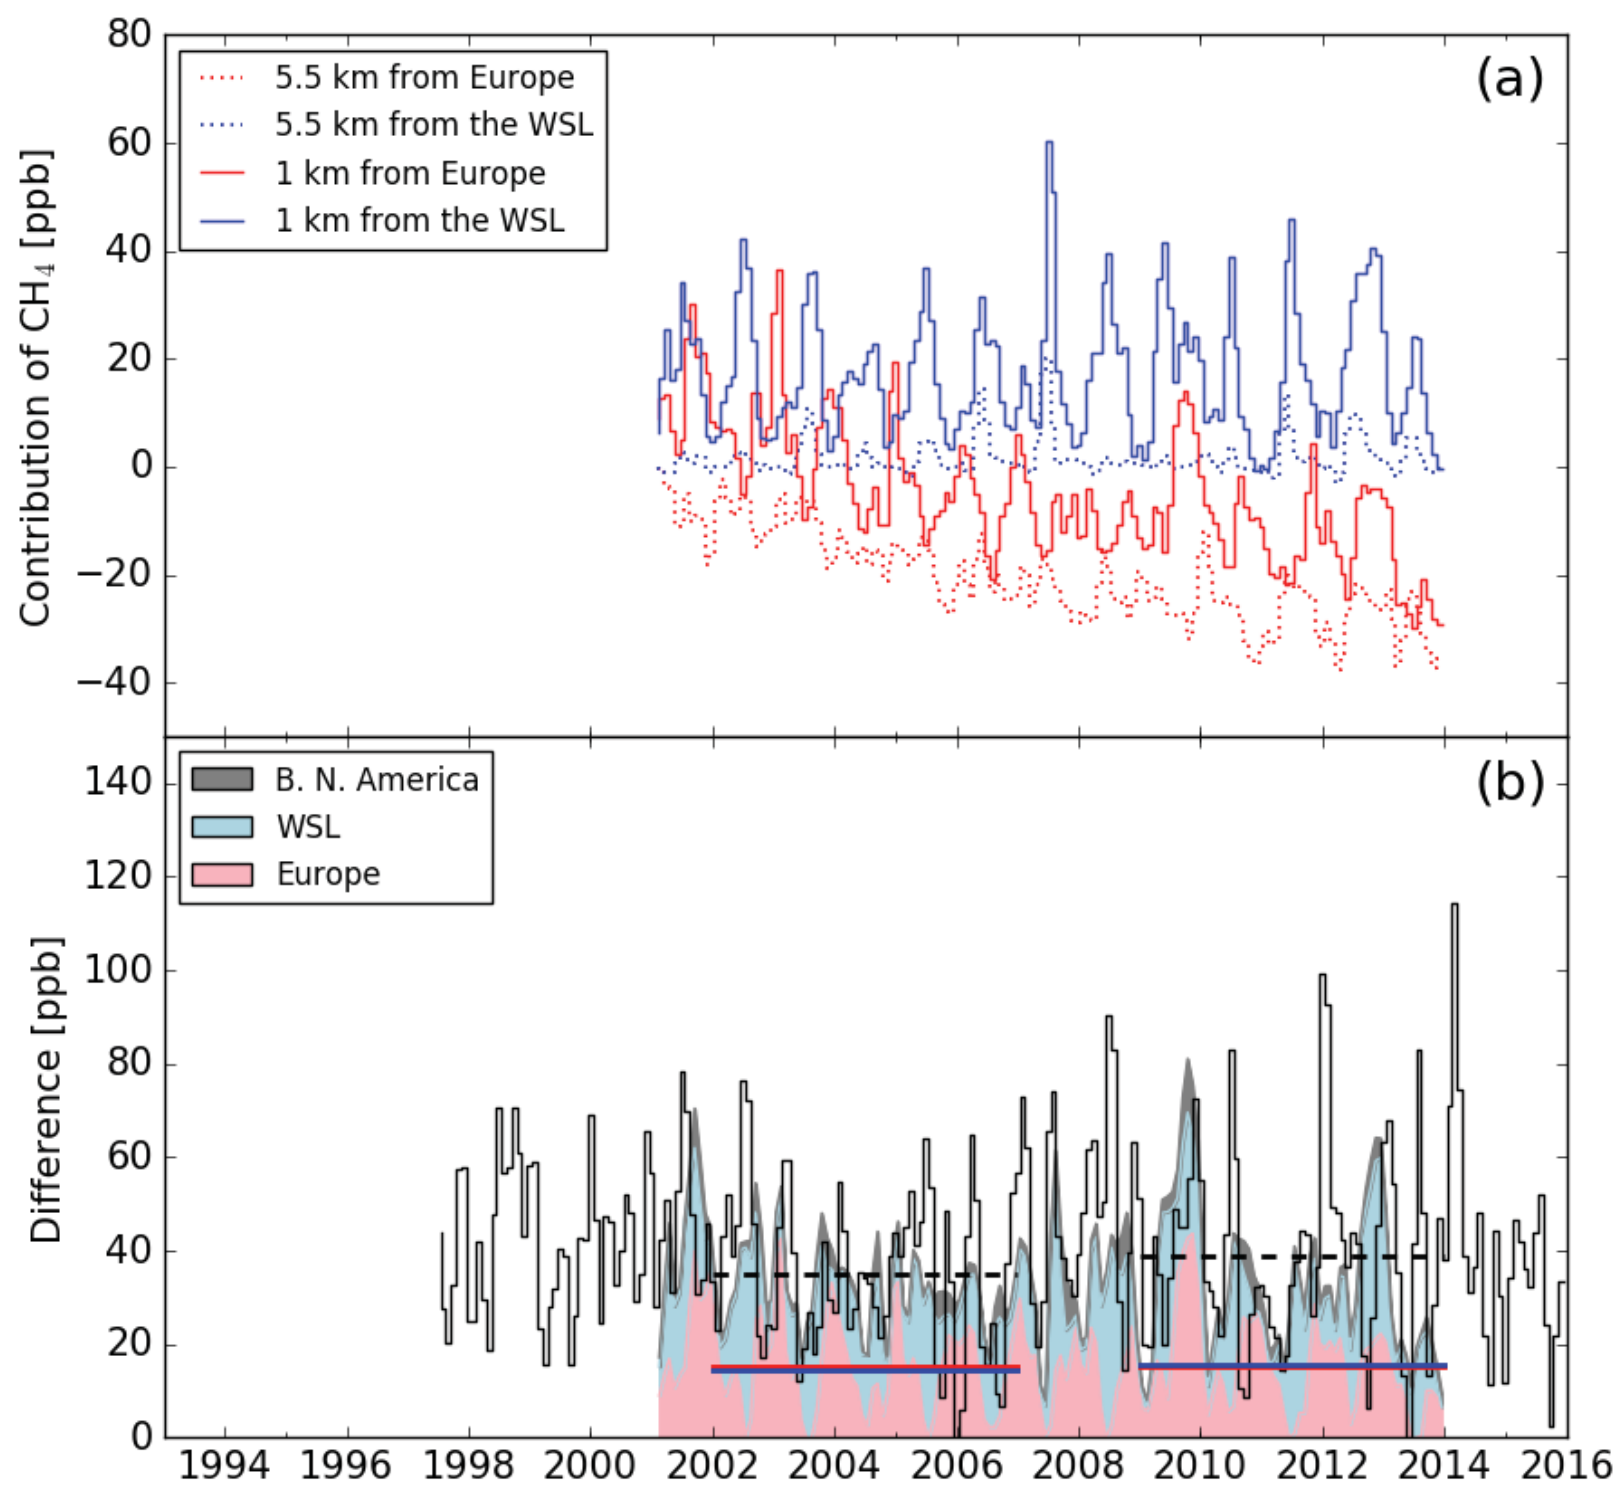 Contribution of CH₄ [ppb]
80
60
40
20
0
−20
−40
5.5 km from Europe
5.5 km from the WSL
1 km from Europe
1 km from the WSL
(a)
Difference [ppb]
140
120
100
80
60
40
20
0
B. N. America
WSL
Europe
(b)
1994 1996 1998 2000 2002 2004 2006 2008 2010 2012 2014 2016